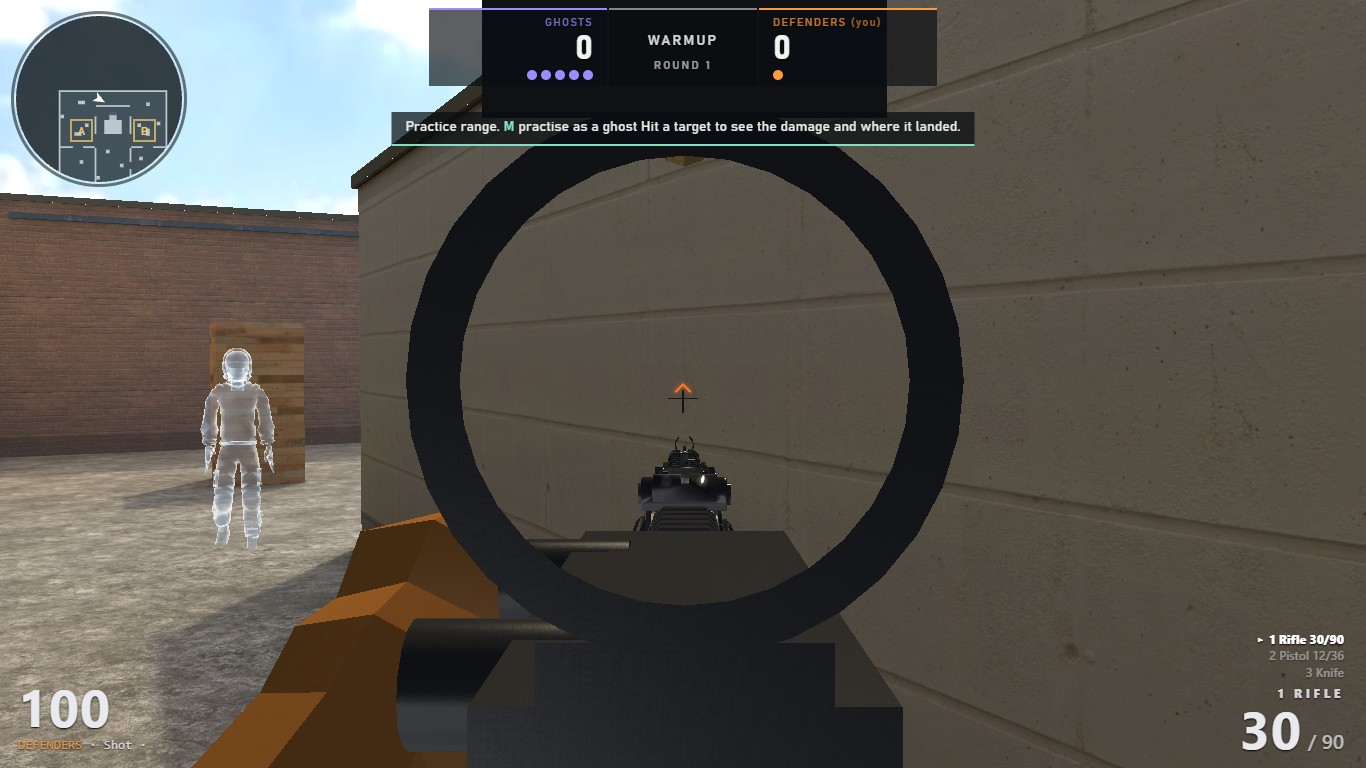 GHOSTS
0
WARMUP
ROUND 1
DEFENDERS (you)
0
Practice range. M practise as a ghost Hit a target to see the damage and where it landed.
A
B
100
DEFENDERS · Shot ·
▸ 1 Rifle 30/90
2 Pistol 12/36
3 Knife
1 RIFLE
30 / 90